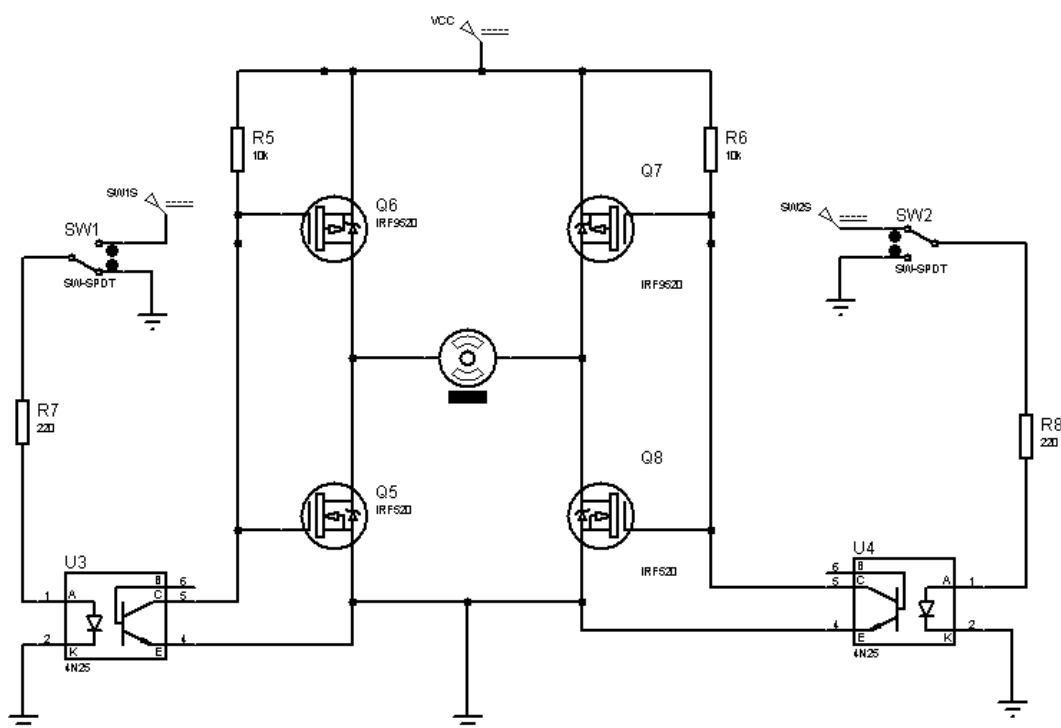 VCC
R5
10k
R6
10k
SW1S
SW1
SW-SPDT
Q6
IRF9520
Q7
IRF9520
SW2S
SW2
SW-SPDT
R7
220
R8
220
Q5
IRF520
Q8
IRF520
U3
1
2
A
K
B
C
E
6
5
4
4N25
U4
6
5
4
B
C
E
A
K
1
2
4N25